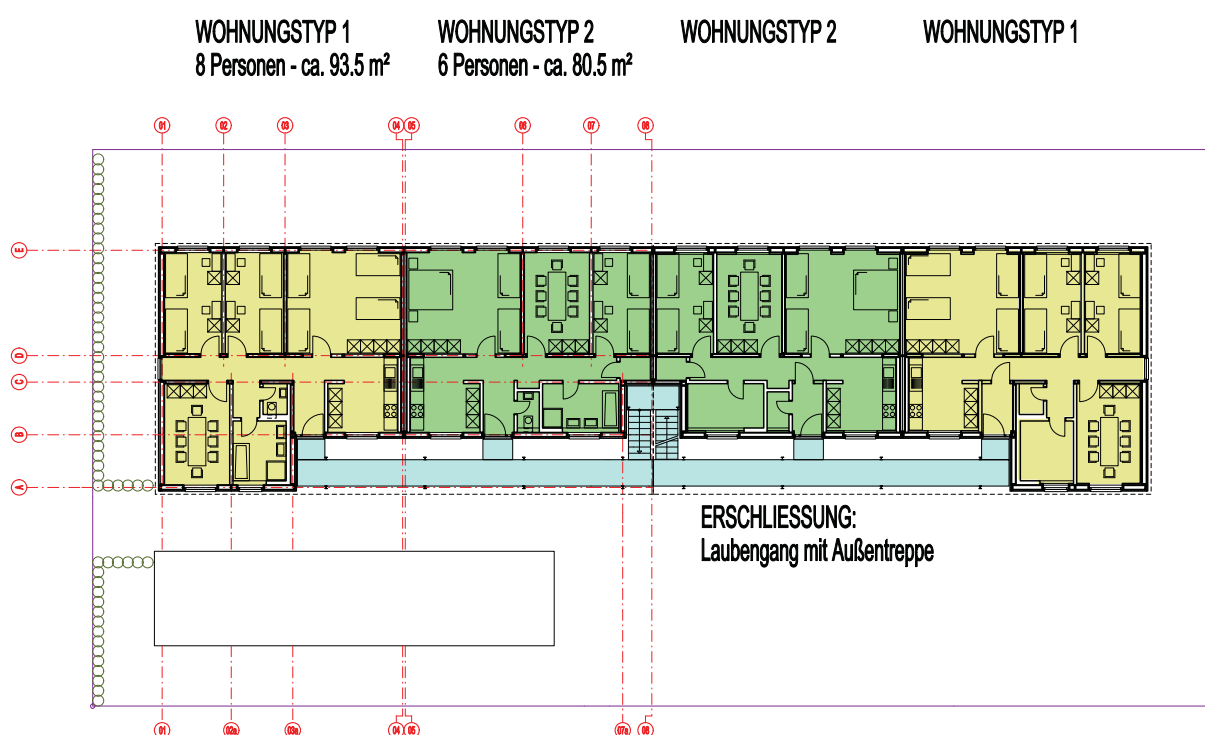 WOHNUNGSTYP 1
8 Personen - ca. 93.5 m²
WOHNUNGSTYP 2
6 Personen - ca. 80.5 m²
WOHNUNGSTYP 2
WOHNUNGSTYP 1
01 02 03 04 05 06 07 08
E
D
C
B
A
ERSCHLIESSUNG:
Laubengang mit Außentreppe
01 02a 03a 04 05 07a 08